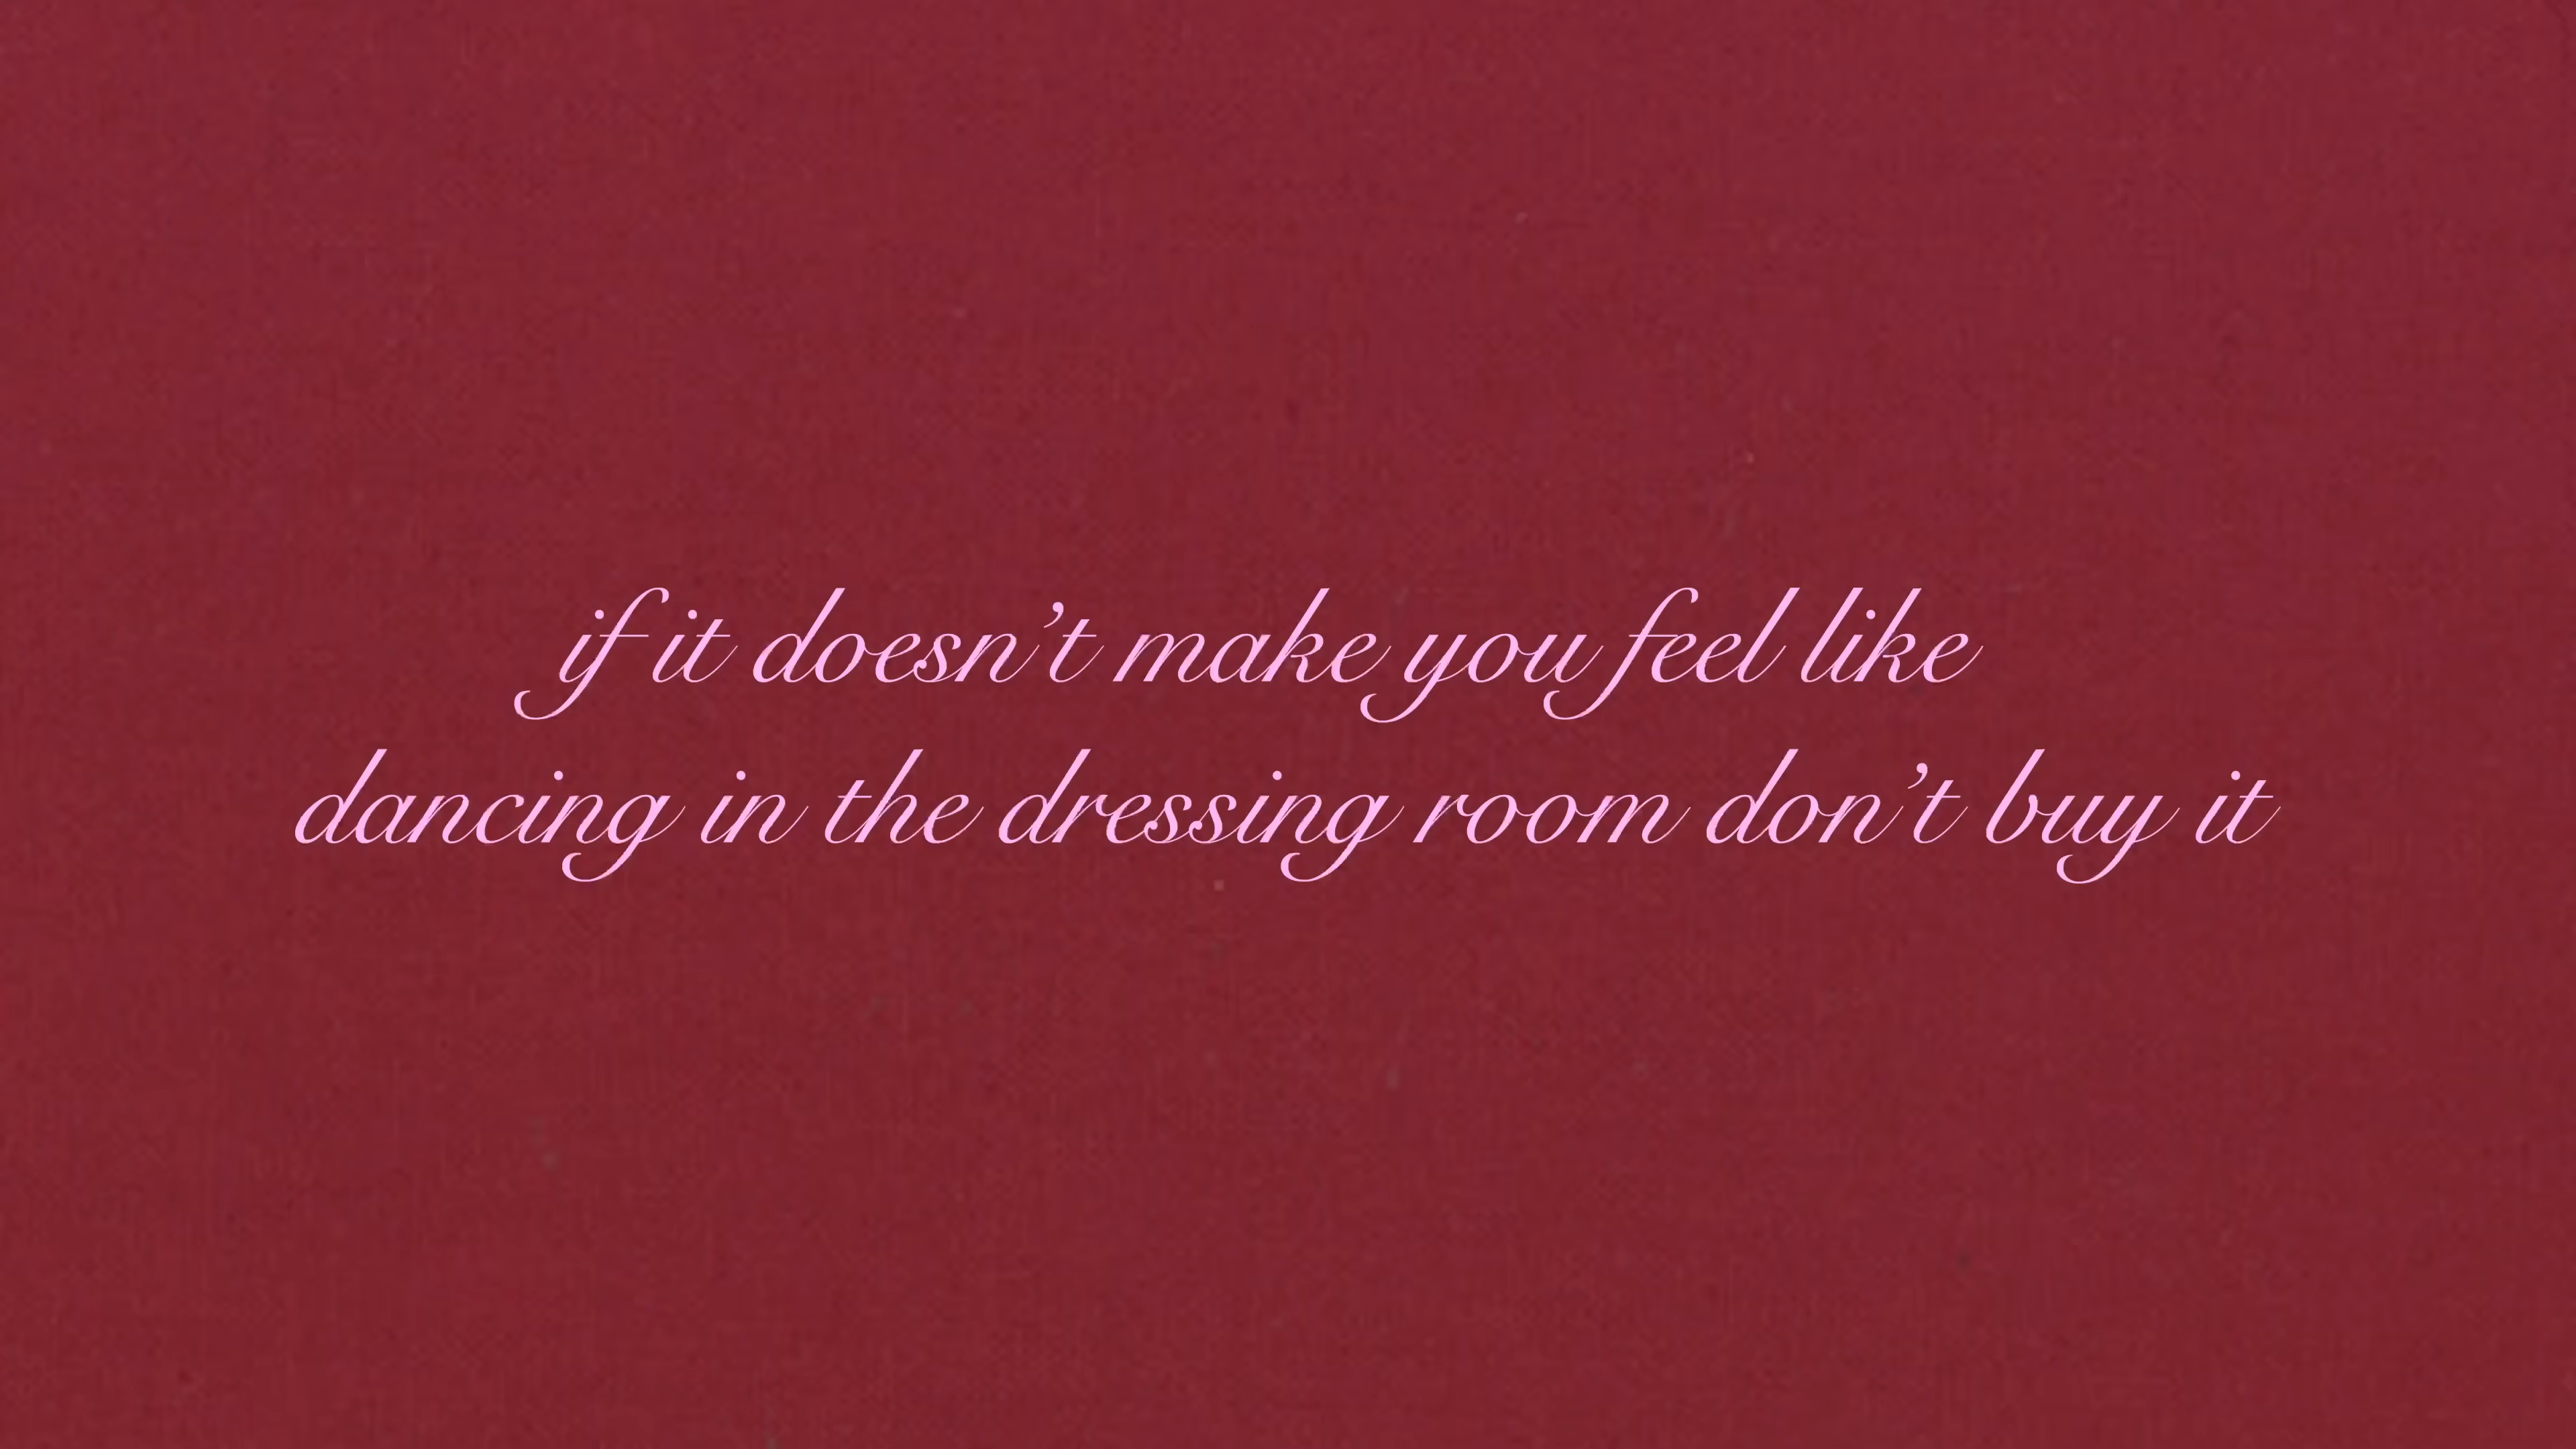 if it doesn’t make you feel like
dancing in the dressing room don’t buy it